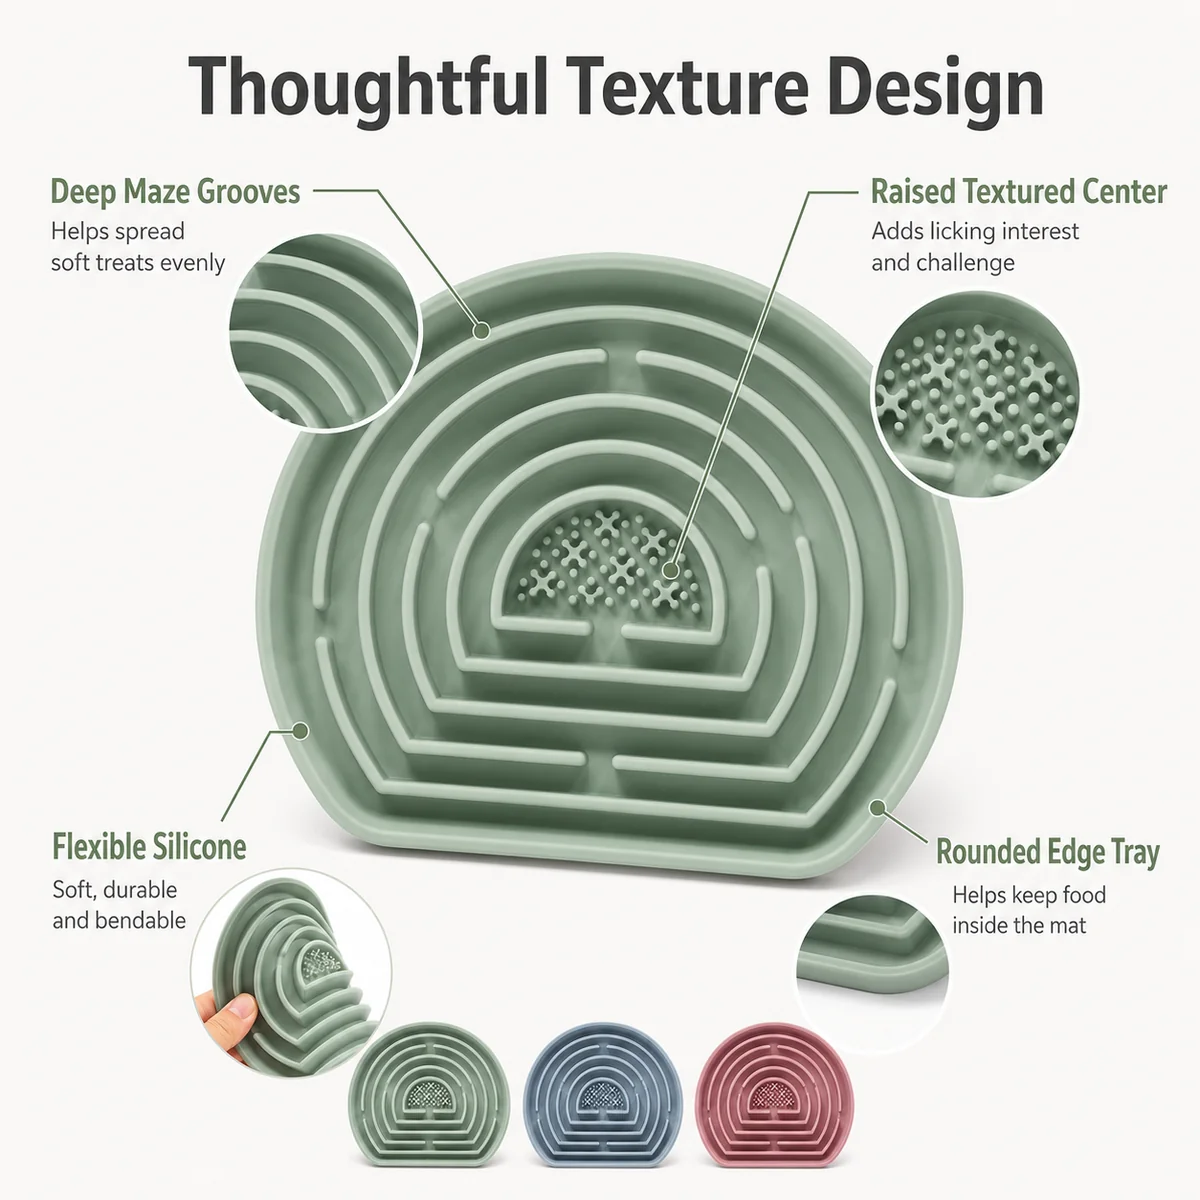 Thoughtful Texture Design
Deep Maze Grooves
Helps spread
soft treats evenly
Raised Textured Center
Adds licking interest
and challenge
Flexible Silicone
Soft, durable
and bendable
Rounded Edge Tray
Helps keep food
inside the mat